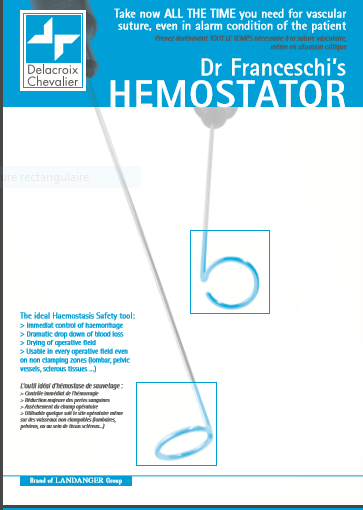 Take now ALL THE TIME you need for vascular
suture, even in alarm condition of the patient
Prenez maintenant TOUT LE TEMPS nécessaire à la suture vasculaire,
même en situation critique
Delacroix
Chevalier
Dr Franceschi's
HEMOSTATOR
ure rectangulaire
The ideal Haemostasis Safety tool:
> Immediat control of haemorrhage
> Dramatic drop down of blood loss
> Drying of operative field
> Usable in every operative field even
on non clamping zones (lombar, pelvic
vessels, sclerous tissues ...)
L'outil idéal d'hémostase de sauvetage :
> Contrôle immédiat de l'hémorragie
> Réduction majeure des pertes sanguines
> Assèchement du champ opératoire
> Utilisable quelque soit le site opératoire même
sur des vaisseaux non clampables (lombaires,
pelviens, ou au sein de tissus scléreux...)
Brand of LANDANGER Group